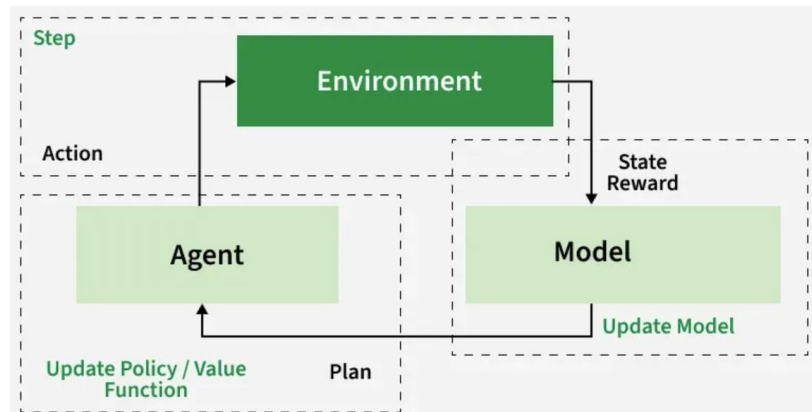 Step
Environment
Action
State
Reward
Agent
Model
Update Model
Update Policy / Value
Function
Plan